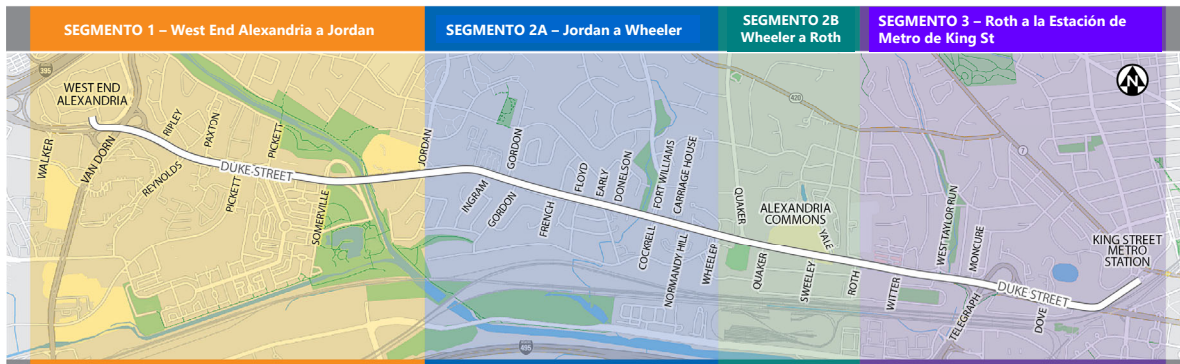 SEGMENTO 1 – West End Alexandria a Jordan
SEGMENTO 2A – Jordan a Wheeler
SEGMENTO 2B
Wheeler a Roth
SEGMENTO 3 – Roth a la Estación de
Metro de King St
395
WEST END
ALEXANDRIA
WALKER
VAN DORN
RIPLEY
REYNOLDS
PAXTON
PICKETT
PICKETT
DUKE STREET
SOMERVILLE
JORDAN
INGRAM
GORDON
GORDON
FRENCH
FLOYD
EARLY
DONELSON
FORT WILLIAMS
CARRIAGE HOUSE
COCKRELL
NORMANDY HILL
WHEELER
495
420
QUAKER
QUAKER
ALEXANDRIA
COMMONS
YALE
SWEELEY
ROTH
WITTER
WEST TAYLOR RUN
MONCURE
TELEGRAPH
DUKE STREET
DOVE
KING STREET
METRO
STATION
N
7